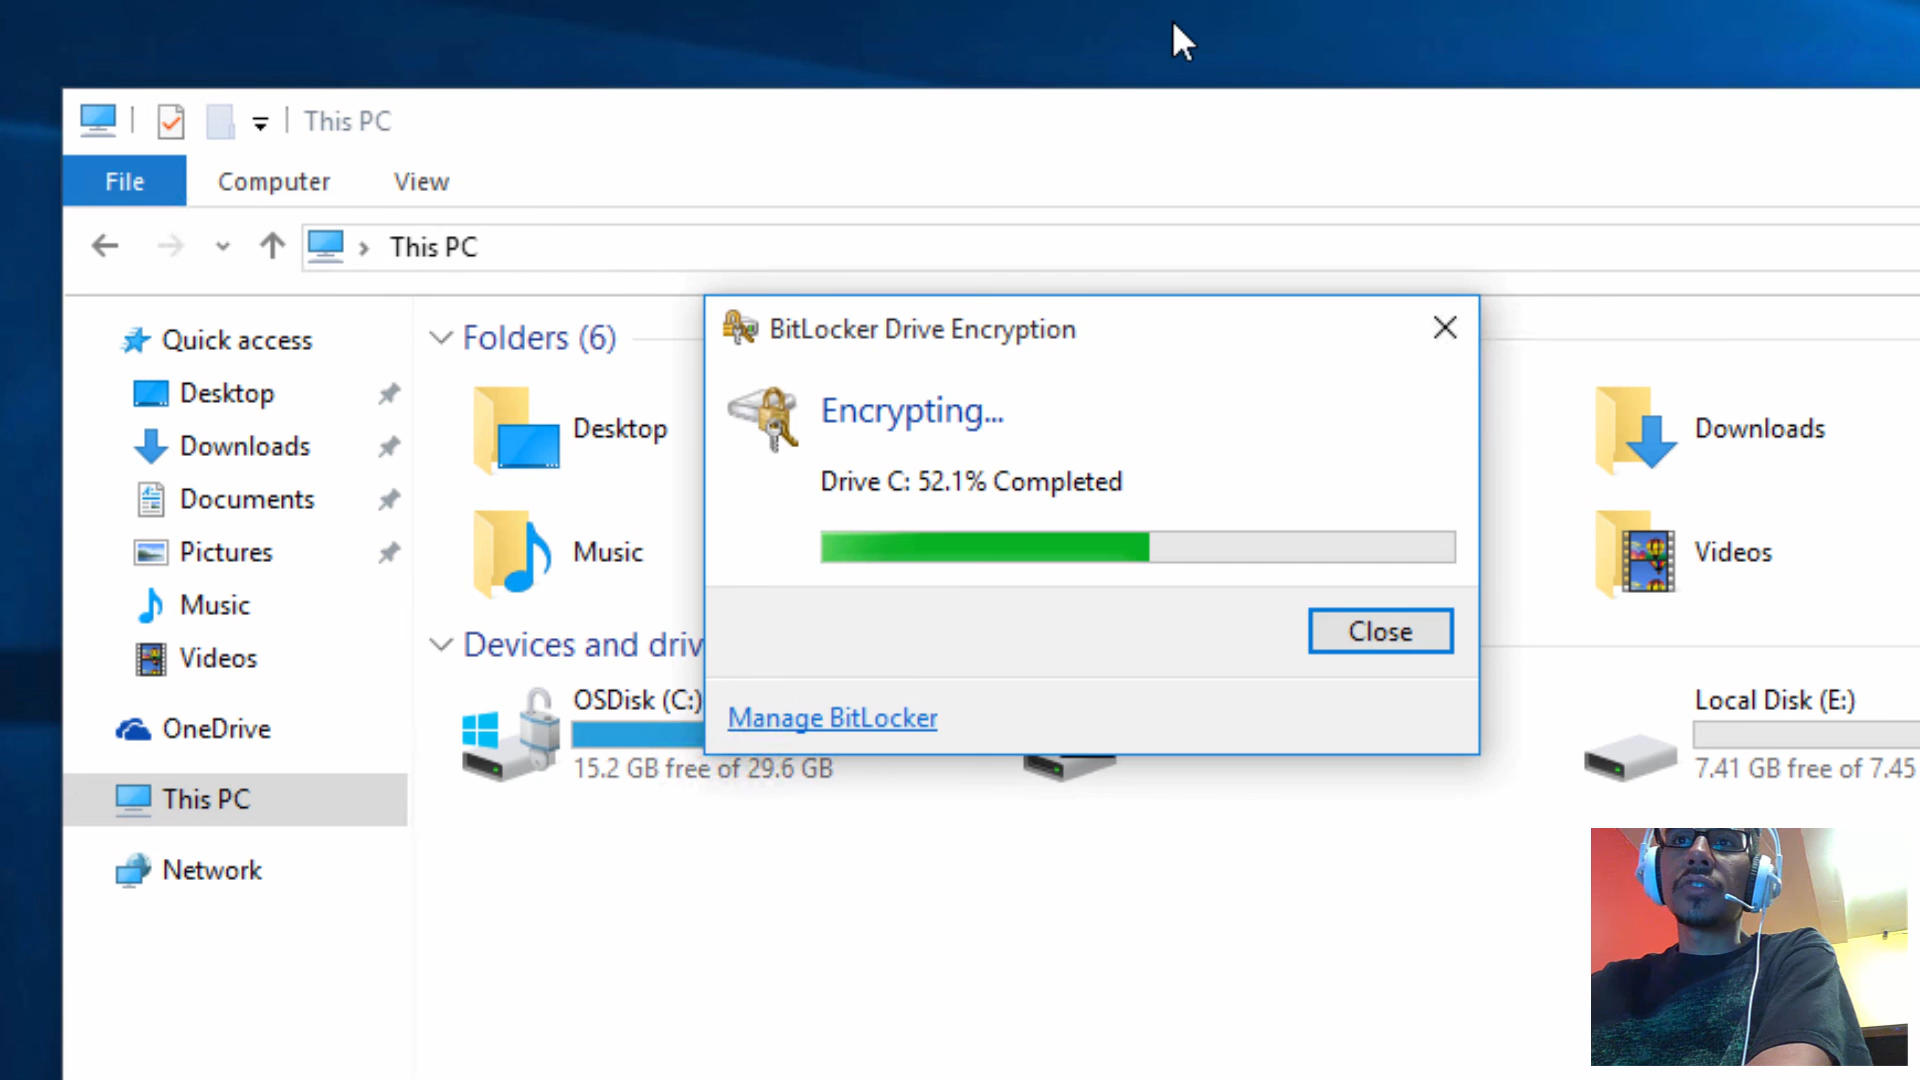 This PC
File Computer View
This PC
Quick access
Desktop
Downloads
Documents
Pictures
Music
Videos
OneDrive
This PC
Network
Folders (6)
Desktop
Music
Downloads
Videos
Devices and driv
OSDisk (C:)
15.2 GB free of 29.6 GB
Local Disk (E:)
7.41 GB free of 7.45
BitLocker Drive Encryption
Encrypting...
Drive C: 52.1% Completed
Close
Manage BitLocker